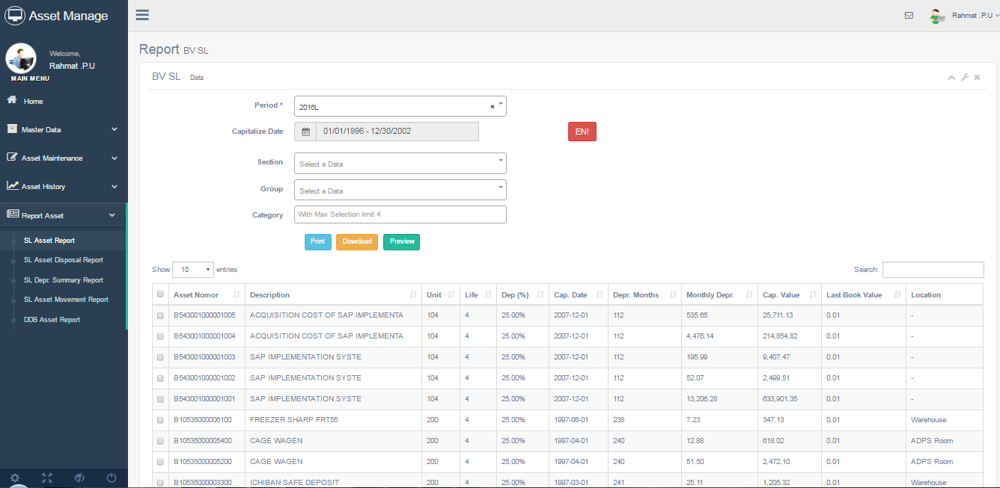 Asset Manage
Rahmat .P.U
Welcome,
Rahmat .P.U
MAIN MENU
Home
Master Data
Asset Maintenance
Asset History
Report Asset
SL Asset Report
SL Asset Disposal Report
SL Depr. Summary Report
SL Asset Movement Report
DDB Asset Report
Report BV SL
BV SL Data
Period * 2016L
Capitalize Date 01/01/1996 - 12/30/2002 EN!
Section Select a Data
Group Select a Data
Category With Max Selection limit 4
Print Download Preview
Show 10 entries Search:
Asset Nomor Description Unit Life Dep (%) Cap. Date Depr. Months Monthly Depr. Cap. Value Last Book Value Location
B543001000001005 ACQUISITION COST OF SAP IMPLEMENTA 104 4 25.00% 2007-12-01 112 535.65 25,711.13 0.01 -
B543001000001004 ACQUISITION COST OF SAP IMPLEMENTA 104 4 25.00% 2007-12-01 112 4,476.14 214,854.82 0.01 -
B543001000001003 SAP IMPLEMENTATION SYSTE 104 4 25.00% 2007-12-01 112 195.99 9,407.47 0.01 -
B543001000001002 SAP IMPLEMENTATION SYSTE 104 4 25.00% 2007-12-01 112 52.07 2,499.51 0.01 -
B543001000001001 SAP IMPLEMENTATION SYSTE 104 4 25.00% 2007-12-01 112 13,206.28 633,901.35 0.01 -
B10535000006100 FREEZER SHARP FRT55 200 4 25.00% 1997-06-01 238 7.23 347.13 0.01 Warehouse
B10535000005400 CAGE WAGEN 200 4 25.00% 1997-04-01 240 12.88 618.02 0.01 ADPS Room
B10535000005200 CAGE WAGEN 200 4 25.00% 1997-04-01 240 51.50 2,472.10 0.01 ADPS Room
B10535000003300 ICHIBAN SAFE DEPOSIT 200 4 25.00% 1997-03-01 241 25.11 1,205.32 0.01 Warehouse